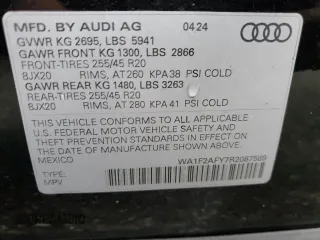 MFD. BY AUDI AG 04/24
GVWR KG 2695, LBS 5941
GAWR FRONT KG 1300, LBS 2866
FRONT-TIRES 255/45 R20
8JX20 RIMS, AT 260 KPA 38 PSI COLD
GAWR REAR KG 1480, LBS 3263
REAR-TIRES 255/45 R20
8JX20 RIMS, AT 280 KPA 41 PSI COLD
THIS VEHICLE CONFORMS TO ALL APPLICABLE
U.S. FEDERAL MOTOR VEHICLE
SAFETY STANDARDS IN EFFECT ON THE
DATE OF MANUFACTURE SHOWN ABOVE.
MEXICO
TYPE:
MPV